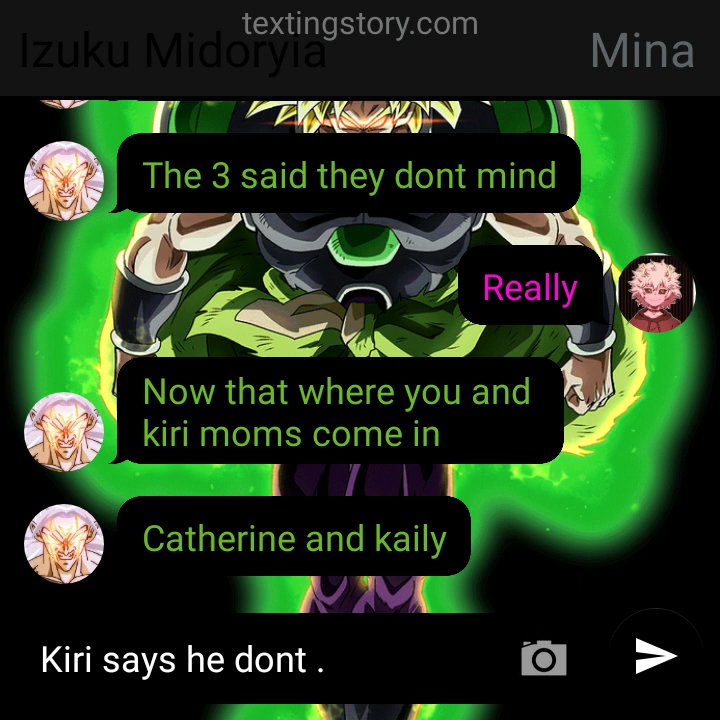 textingstory.com
Izuku Midoryia
Mina
The 3 said they dont mind
Really
Now that where you and
kiri moms come in
Catherine and kaily
Kiri says he dont .